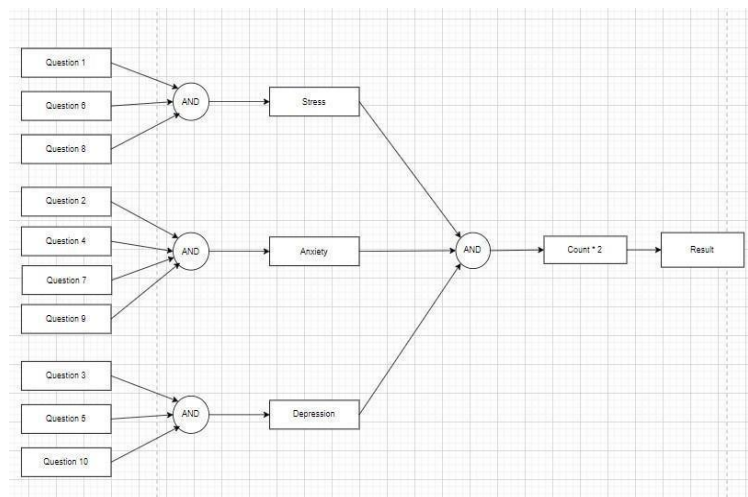 Question 1
Question 6
Question 8
AND
Stress
Question 2
Question 4
Question 7
Question 9
AND
Anxiety
Question 3
Question 5
Question 10
AND
Depression
AND
Count * 2
Result